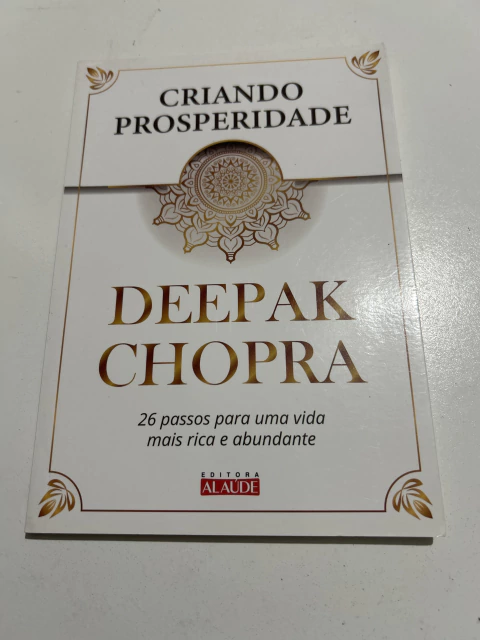 CRIANDO
PROSPERIDADE
DEEPAK
CHOPRA
26 passos para uma vida
mais rica e abundante
EDITORA
ALAÚDE